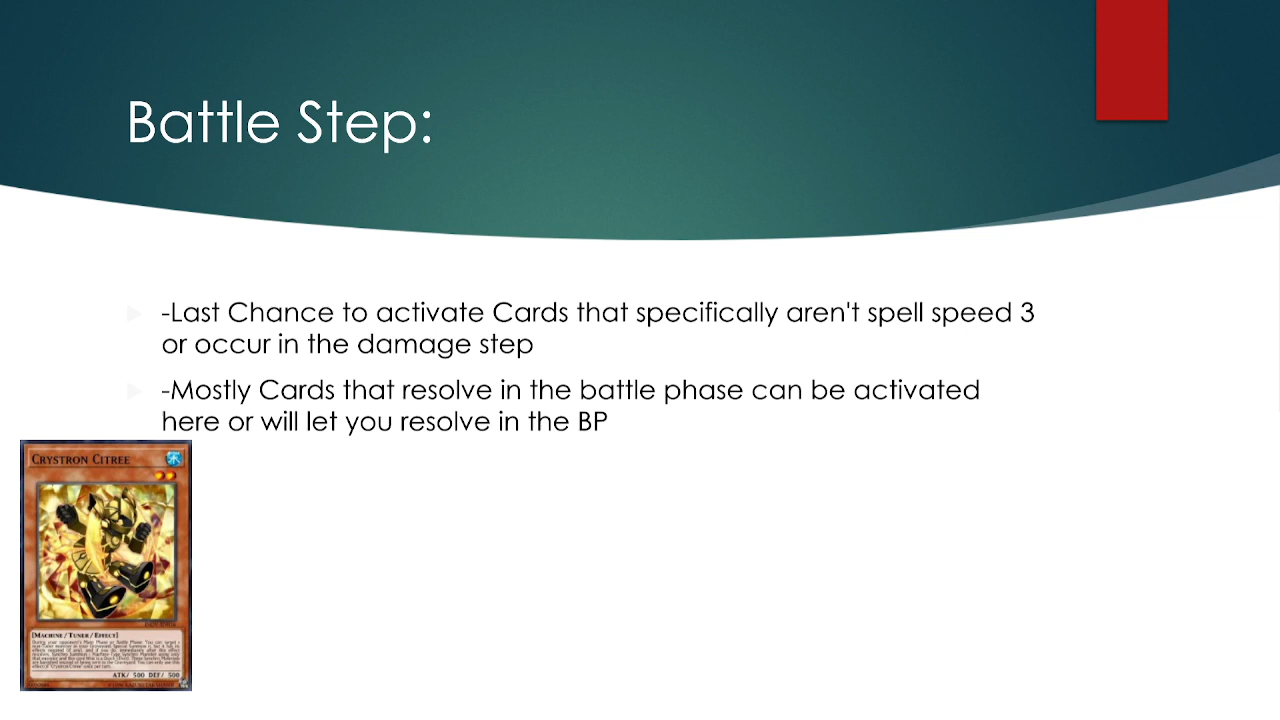 Battle Step:
-Last Chance to activate Cards that specifically aren't spell speed 3
or occur in the damage step
-Mostly Cards that resolve in the battle phase can be activated
here or will let you resolve in the BP
CRYSTRON CITREE
[MACHINE / TUNER / EFFECT]
ATK/ 500 DEF/ 500